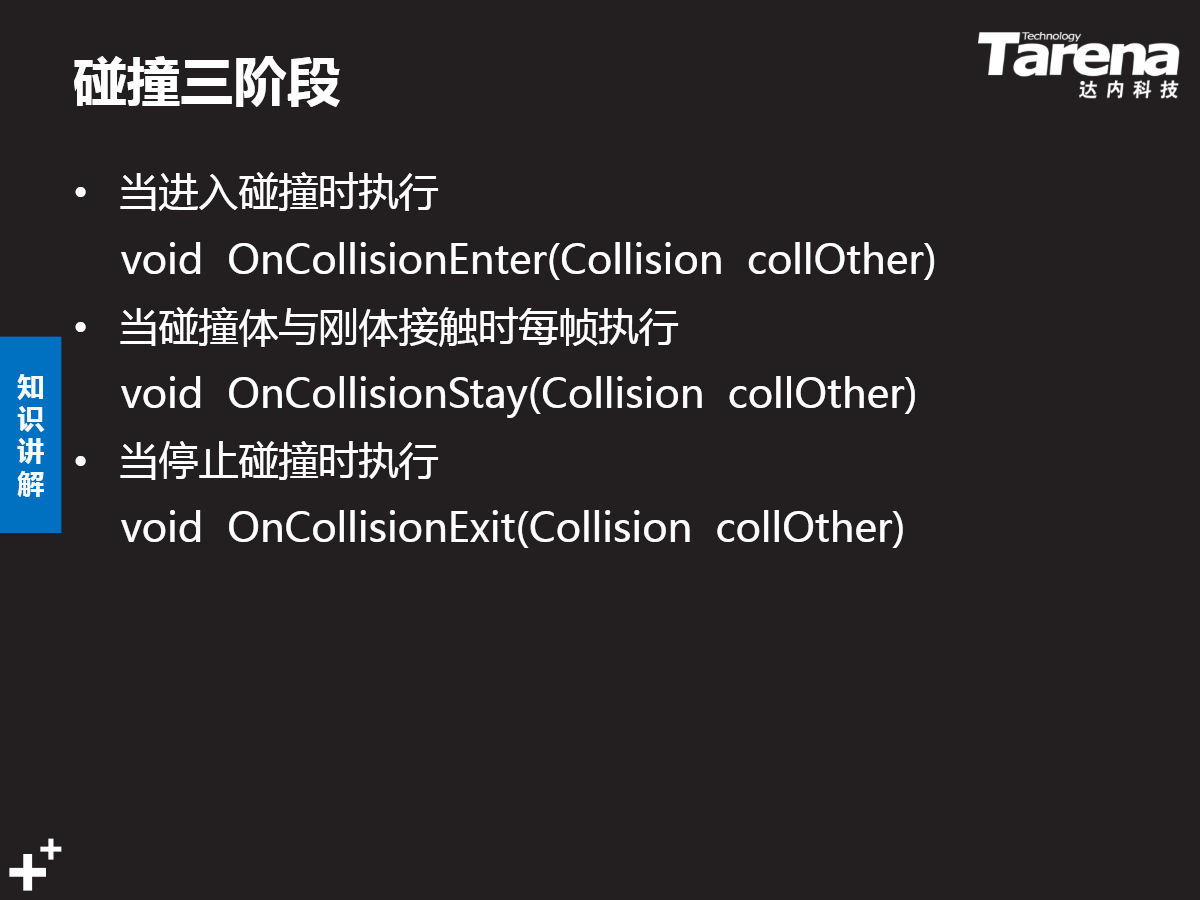 碰撞三阶段
Technology
Tarena
达内科技
• 当进入碰撞时执行
void OnCollisionEnter(Collision collOther)
• 当碰撞体与刚体接触时每帧执行
void OnCollisionStay(Collision collOther)
• 当停止碰撞时执行
void OnCollisionExit(Collision collOther)
知
识
讲
解